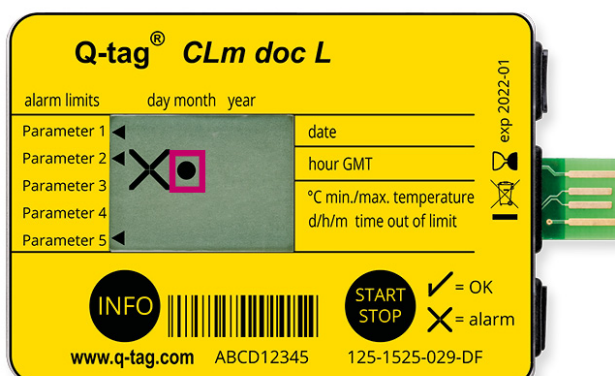 Q-tag® CLm doc L
alarm limits day month year
Parameter 1
date
Parameter 2
hour GMT
Parameter 3
°C min./max. temperature
Parameter 4
d/h/m time out of limit
Parameter 5
exp 2022-01
INFO
START
STOP
= OK
= alarm
www.q-tag.com ABCD12345 125-1525-029-DF